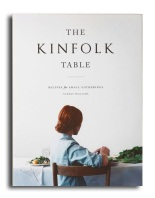 THE
KINFOLK
TABLE
RECIPES for SMALL GATHERINGS